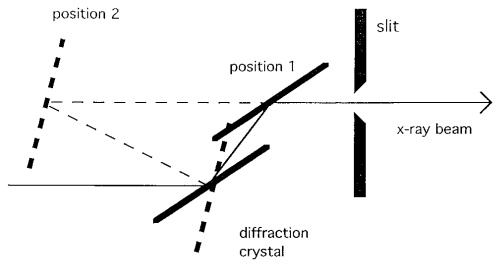 position 2
slit
position 1
x-ray beam
diffraction
crystal